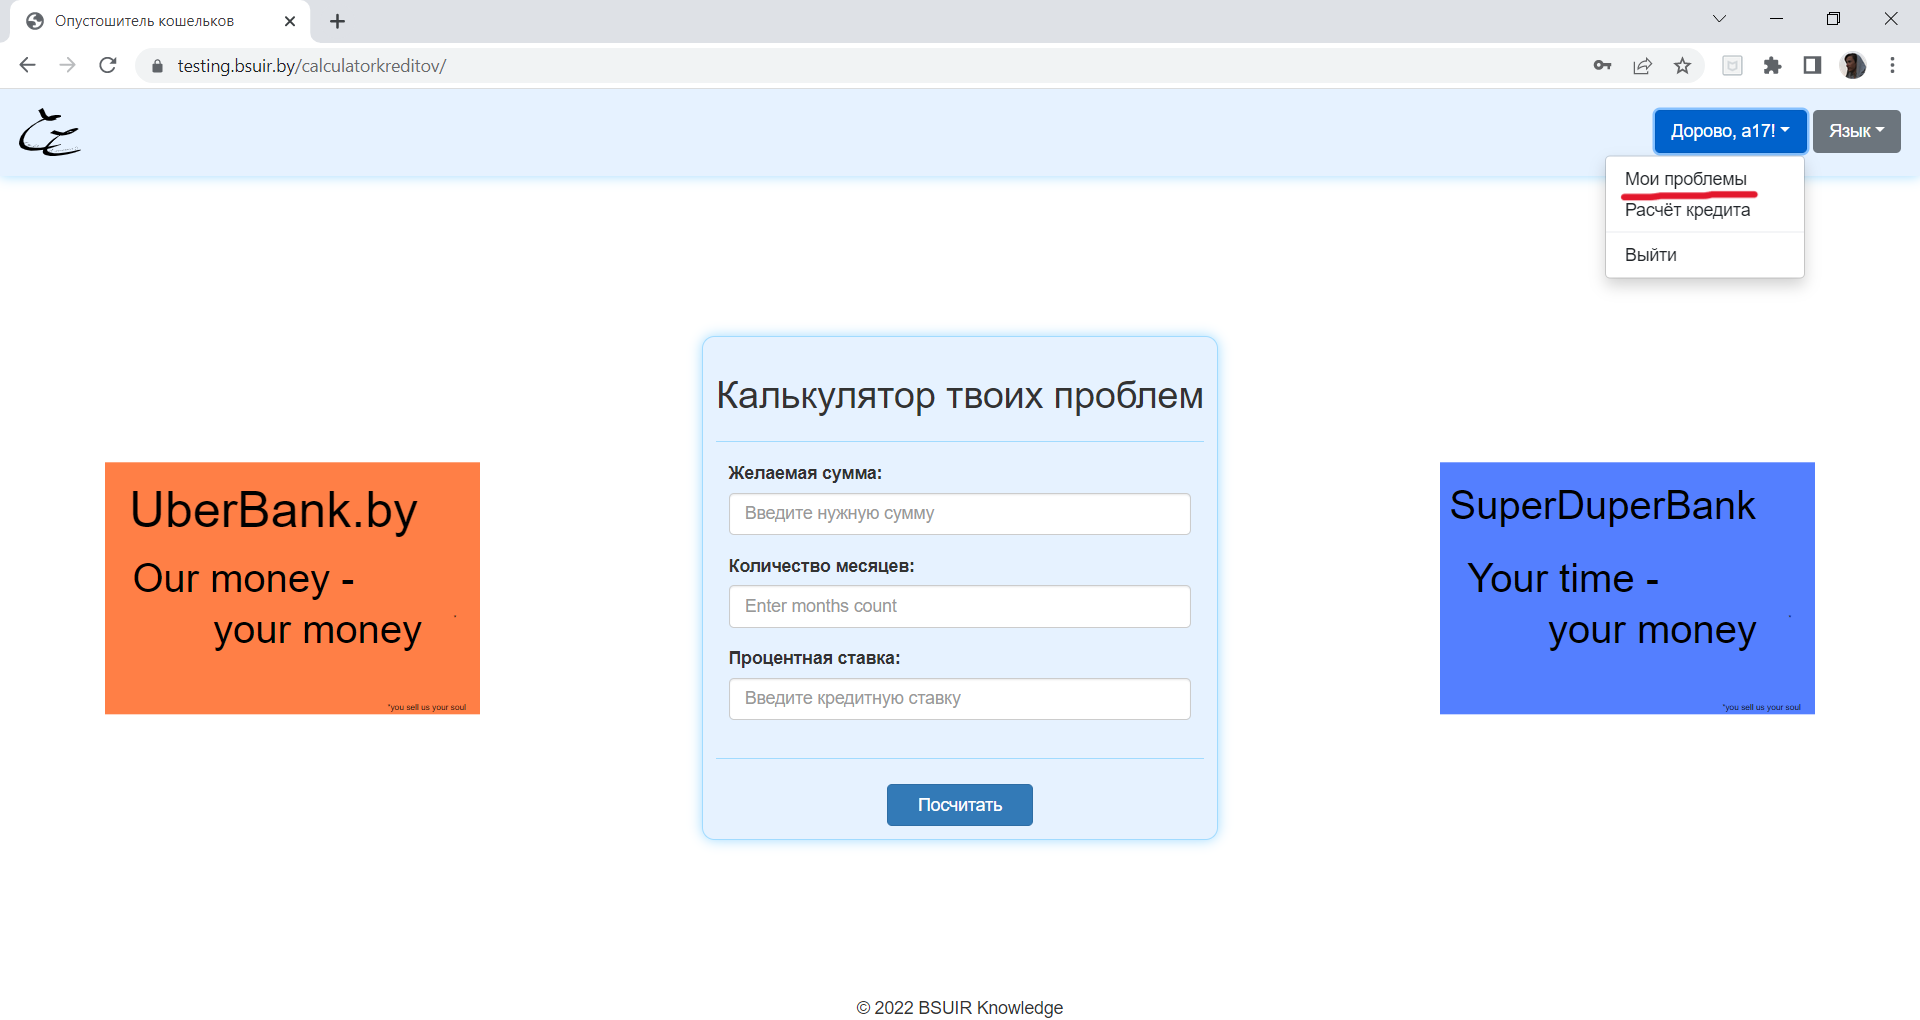 Опустошитель кошельков
testing.bsuir.by/calculatorkreditov/
Дорово, a17!
Язык
Мои проблемы
Расчёт кредита
Выйти
Калькулятор твоих проблем
Желаемая сумма:
Введите нужную сумму
Количество месяцев:
Enter months count
Процентная ставка:
Введите кредитную ставку
Посчитать
UberBank.by
Our money -
your money
*you sell us your soul
SuperDuperBank
Your time -
your money
*you sell us your soul
© 2022 BSUIR Knowledge